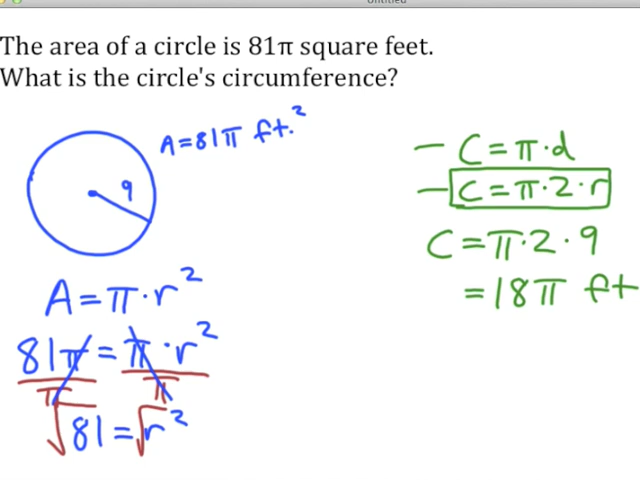 Untitled
The area of a circle is 81π square feet.
What is the circle's circumference?
A=81π ft.²
9
A=π·r²
81π=π·r²
π π
√81=√r²
– C=π·d
– C=π·2·r
C=π·2·9
=18π ft